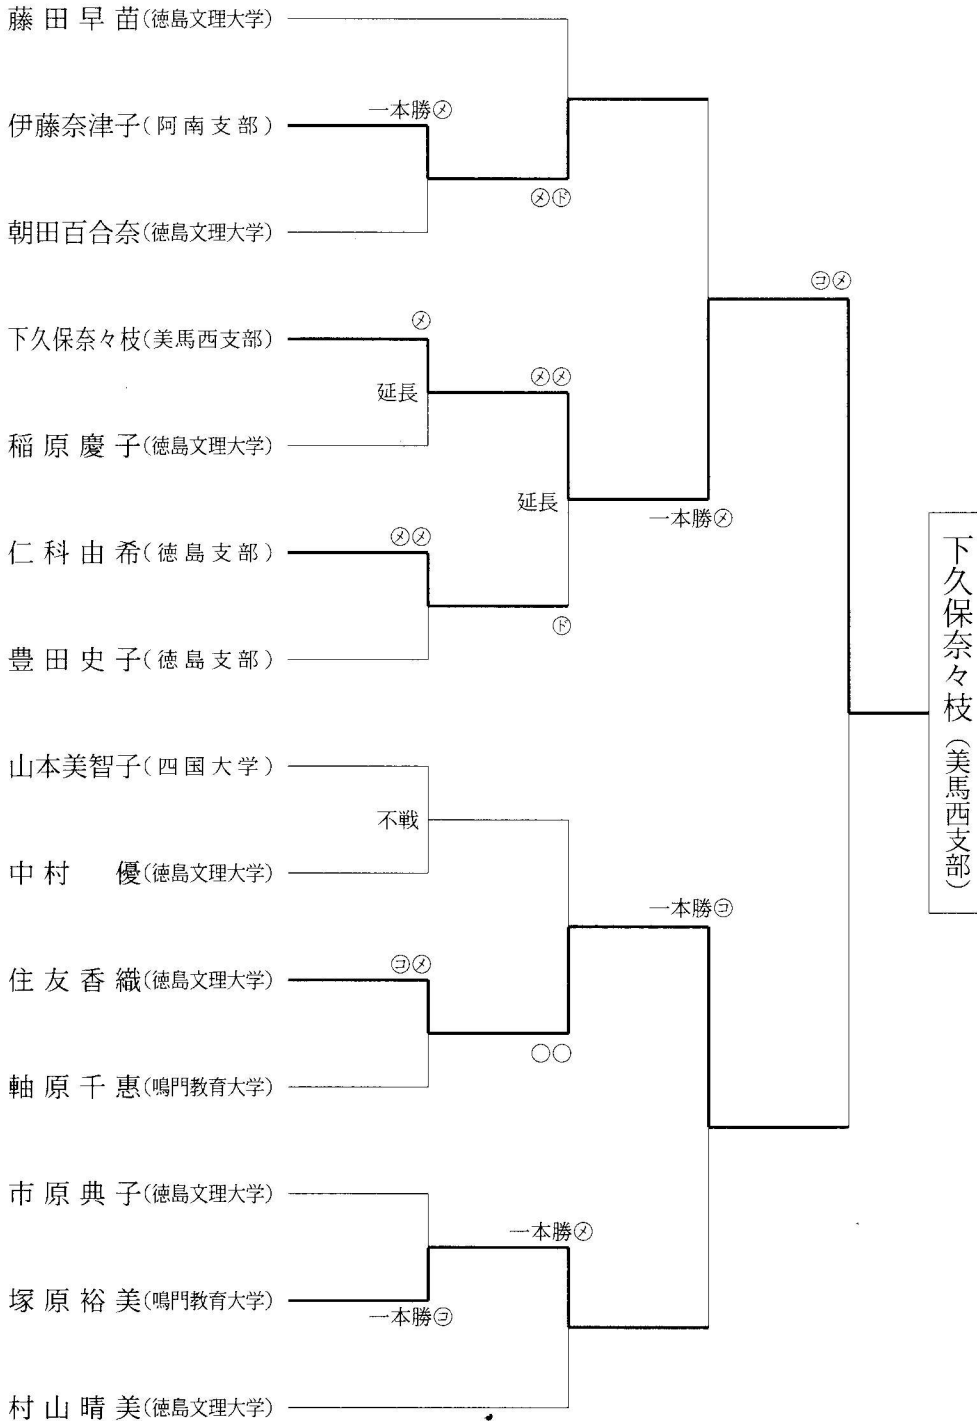 藤田早苗(徳島文理大学)
一本勝㋱
伊藤奈津子(阿南支部)
㋱㋣゙
朝田百合奈(徳島文理大学)
㋙㋱
㋱
下久保奈々枝(美馬西支部)
㋱㋱
延長
稲原慶子(徳島文理大学)
延長
一本勝㋱
㋱㋱
仁科由希(徳島支部)
㋣゙
豊田史子(徳島支部)
下久保奈々枝(美馬西支部)
山本美智子(四国大学)
不戦
中村 優(徳島文理大学)
一本勝㋙
㋙㋱
住友香織(徳島文理大学)
○○
軸原千恵(鳴門教育大学)
市原典子(徳島文理大学)
一本勝㋱
塚原裕美(鳴門教育大学)
一本勝㋙
村山晴美(徳島文理大学)